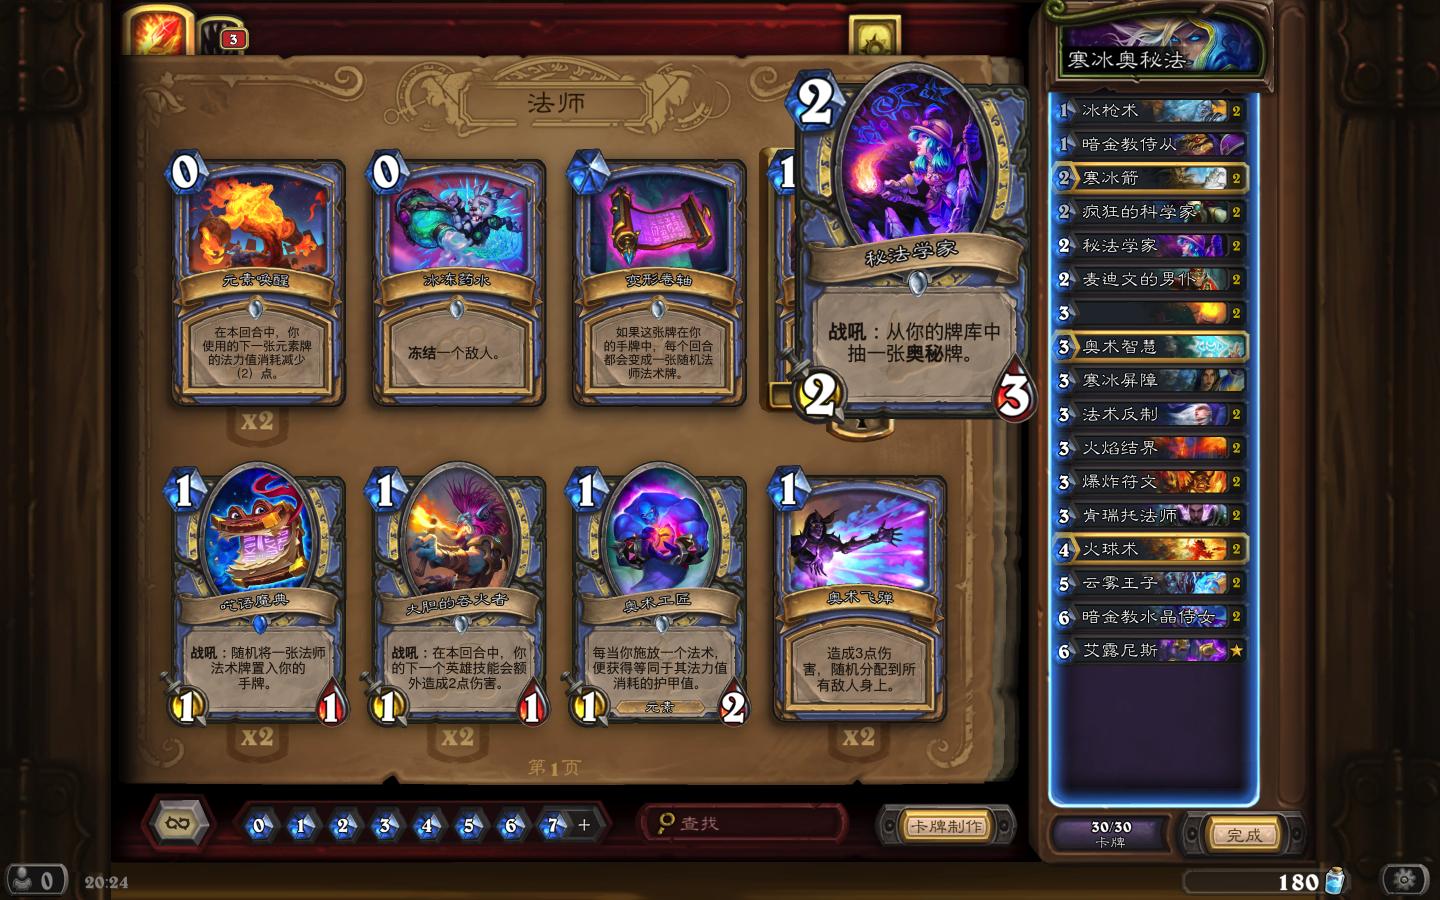 3
法师
寒冰奥秘法
0
元素唤醒
在本回合中，你
使用的下一张元素牌
的法力值消耗减少
（2）点。
x2
0
冰冻药水
冻结一个敌人。
变形卷轴
如果这张牌在你
的手牌中，每个回合
都会变成一张随机法
师法术牌。
1
2
秘法学家
战吼：从你的牌库中
抽一张奥秘牌。
2
3
1
咒语魔典
战吼：随机将一张法师
法术牌置入你的
手牌。
1
1
x2
1
大胆的吞火者
战吼：在本回合中，你
的下一个英雄技能会额
外造成2点伤害。
1
1
x2
1
奥术工匠
每当你施放一个法术，
便获得等同于其法力值
消耗的护甲值。
元素
1
2
1
奥术飞弹
造成3点伤
害，随机分配到所
有敌人身上。
x2
第1页
1 冰枪术 2
1 暗金教侍从
2 寒冰箭 2
2 疯狂的科学家 2
2 秘法学家 2
2 麦迪文的男仆 2
3 2
3 奥术智慧 2
3 寒冰屏障 2
3 法术反制 2
3 火焰结界 2
3 爆炸符文 2
3 肯瑞托法师 2
4 火球术 2
5 云雾王子 2
6 暗金教水晶侍女 2
6 艾露尼斯
0 1 2 3 4 5 6 7 +
查找
卡牌制作
30/30
卡牌
完成
0
20:24
180